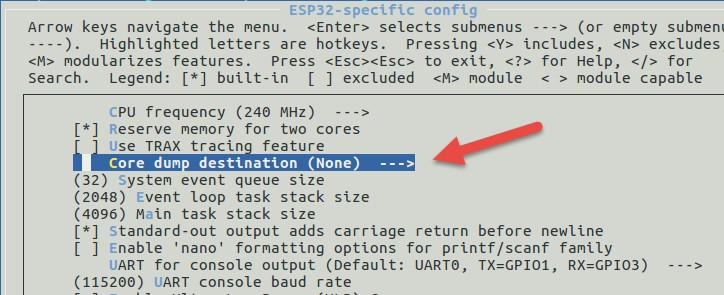 ESP32-specific config
Arrow keys navigate the menu.  <Enter> selects submenus ---> (or empty submenu
----).  Highlighted letters are hotkeys.  Pressing <Y> includes, <N> excludes,
<M> modularizes features.  Press <Esc><Esc> to exit, <?> for Help, </> for
Search.  Legend: [*] built-in  [ ] excluded  <M> module  < > module capable
CPU frequency (240 MHz)  --->
[*] Reserve memory for two cores
[ ] Use TRAX tracing feature
Core dump destination (None)  --->
(32) System event queue size
(2048) Event loop task stack size
(4096) Main task stack size
[*] Standard-out output adds carriage return before newline
[ ] Enable 'nano' formatting options for printf/scanf family
UART for console output (Default: UART0, TX=GPIO1, RX=GPIO3)  --->
(115200) UART console baud rate